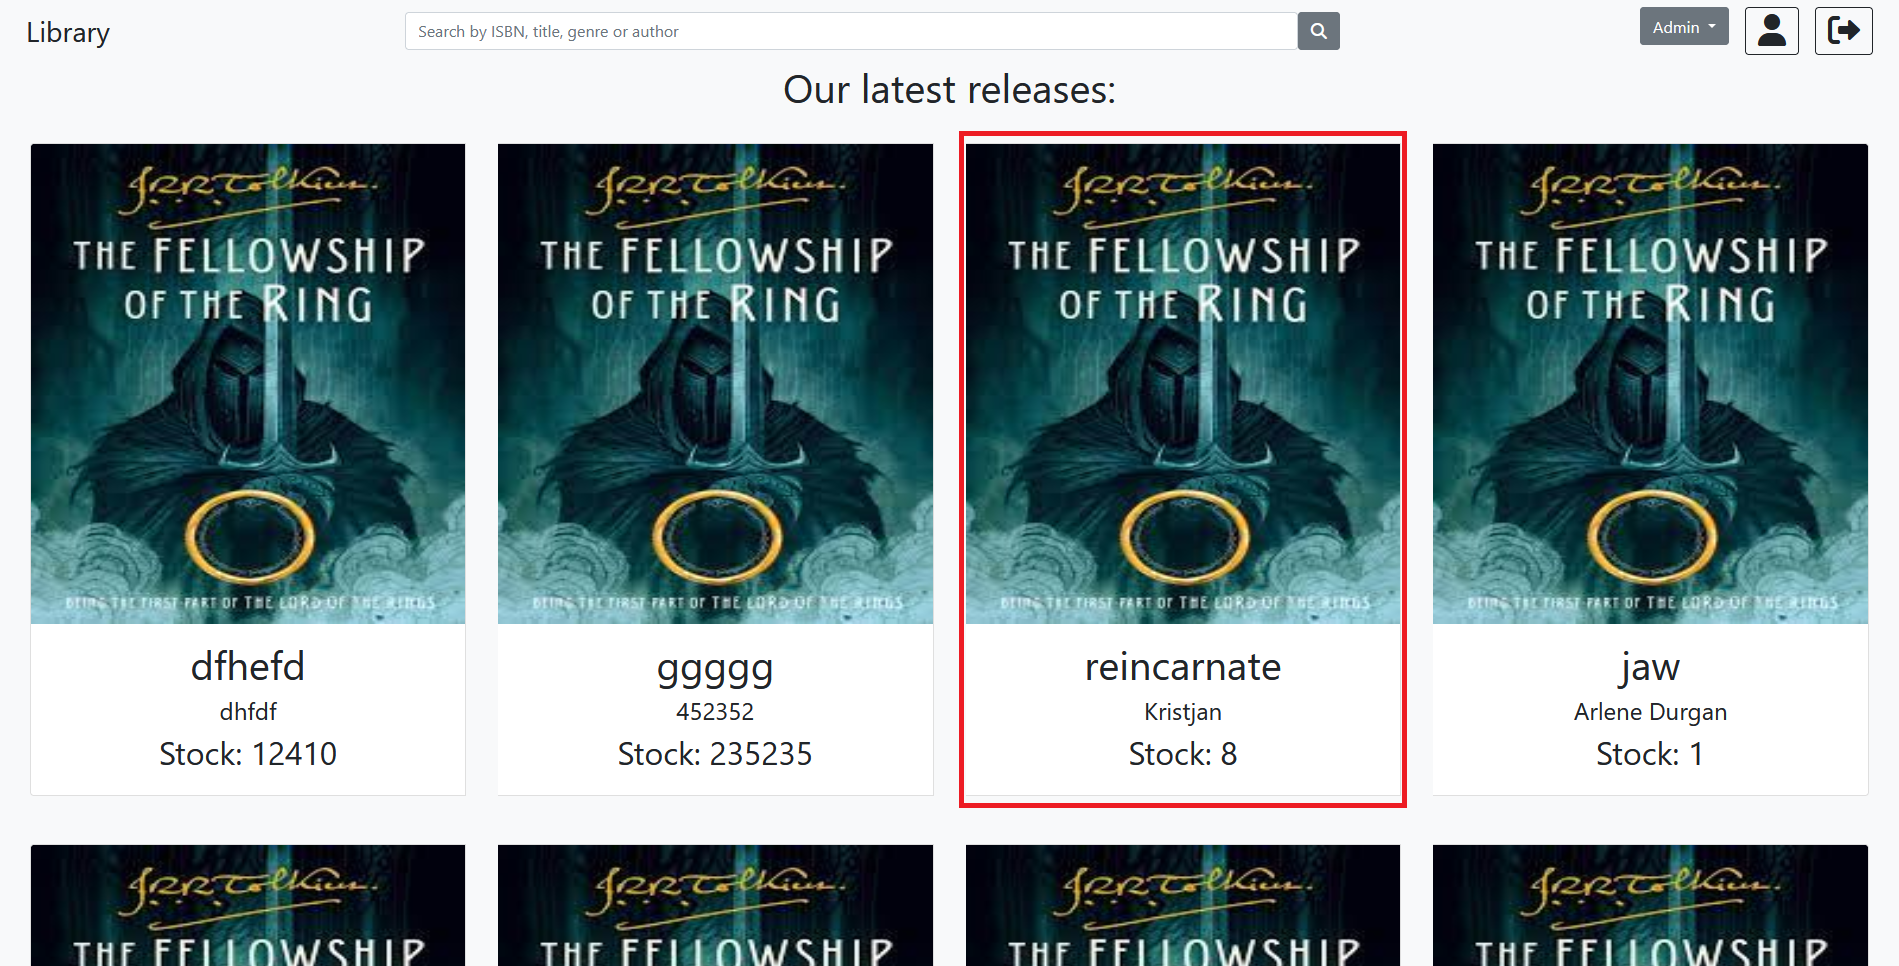 Library
Search by ISBN, title, genre or author
Admin
Our latest releases:
J.R.R. Tolkien.
THE FELLOWSHIP
OF THE RING
BEING THE FIRST PART OF THE LORD OF THE RINGS
dfhefd
dhfdf
Stock: 12410
J.R.R. Tolkien.
THE FELLOWSHIP
OF THE RING
BEING THE FIRST PART OF THE LORD OF THE RINGS
ggggg
452352
Stock: 235235
J.R.R. Tolkien.
THE FELLOWSHIP
OF THE RING
BEING THE FIRST PART OF THE LORD OF THE RINGS
reincarnate
Kristjan
Stock: 8
J.R.R. Tolkien.
THE FELLOWSHIP
OF THE RING
BEING THE FIRST PART OF THE LORD OF THE RINGS
jaw
Arlene Durgan
Stock: 1
J.R.R. Tolkien.
THE FELLOWSHIP
J.R.R. Tolkien.
THE FELLOWSHIP
J.R.R. Tolkien.
THE FELLOWSHIP
J.R.R. Tolkien.
THE FELLOWSHIP